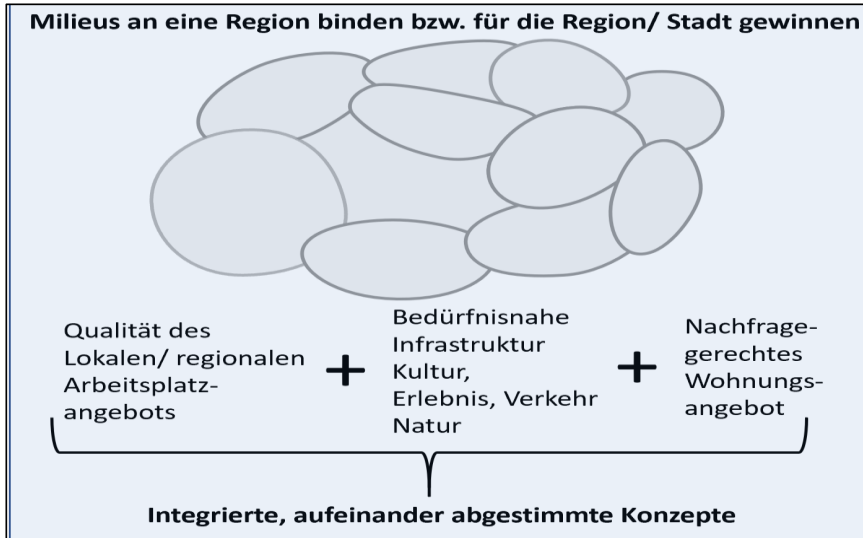 Milieus an eine Region binden bzw. für die Region/ Stadt gewinnen
Qualität des
Lokalen/ regionalen
Arbeitsplatz-
angebots
+
Bedürfnisnahe
Infrastruktur
Kultur,
Erlebnis, Verkehr
Natur
+
Nachfrage-
gerechtes
Wohnungs-
angebot
Integrierte, aufeinander abgestimmte Konzepte